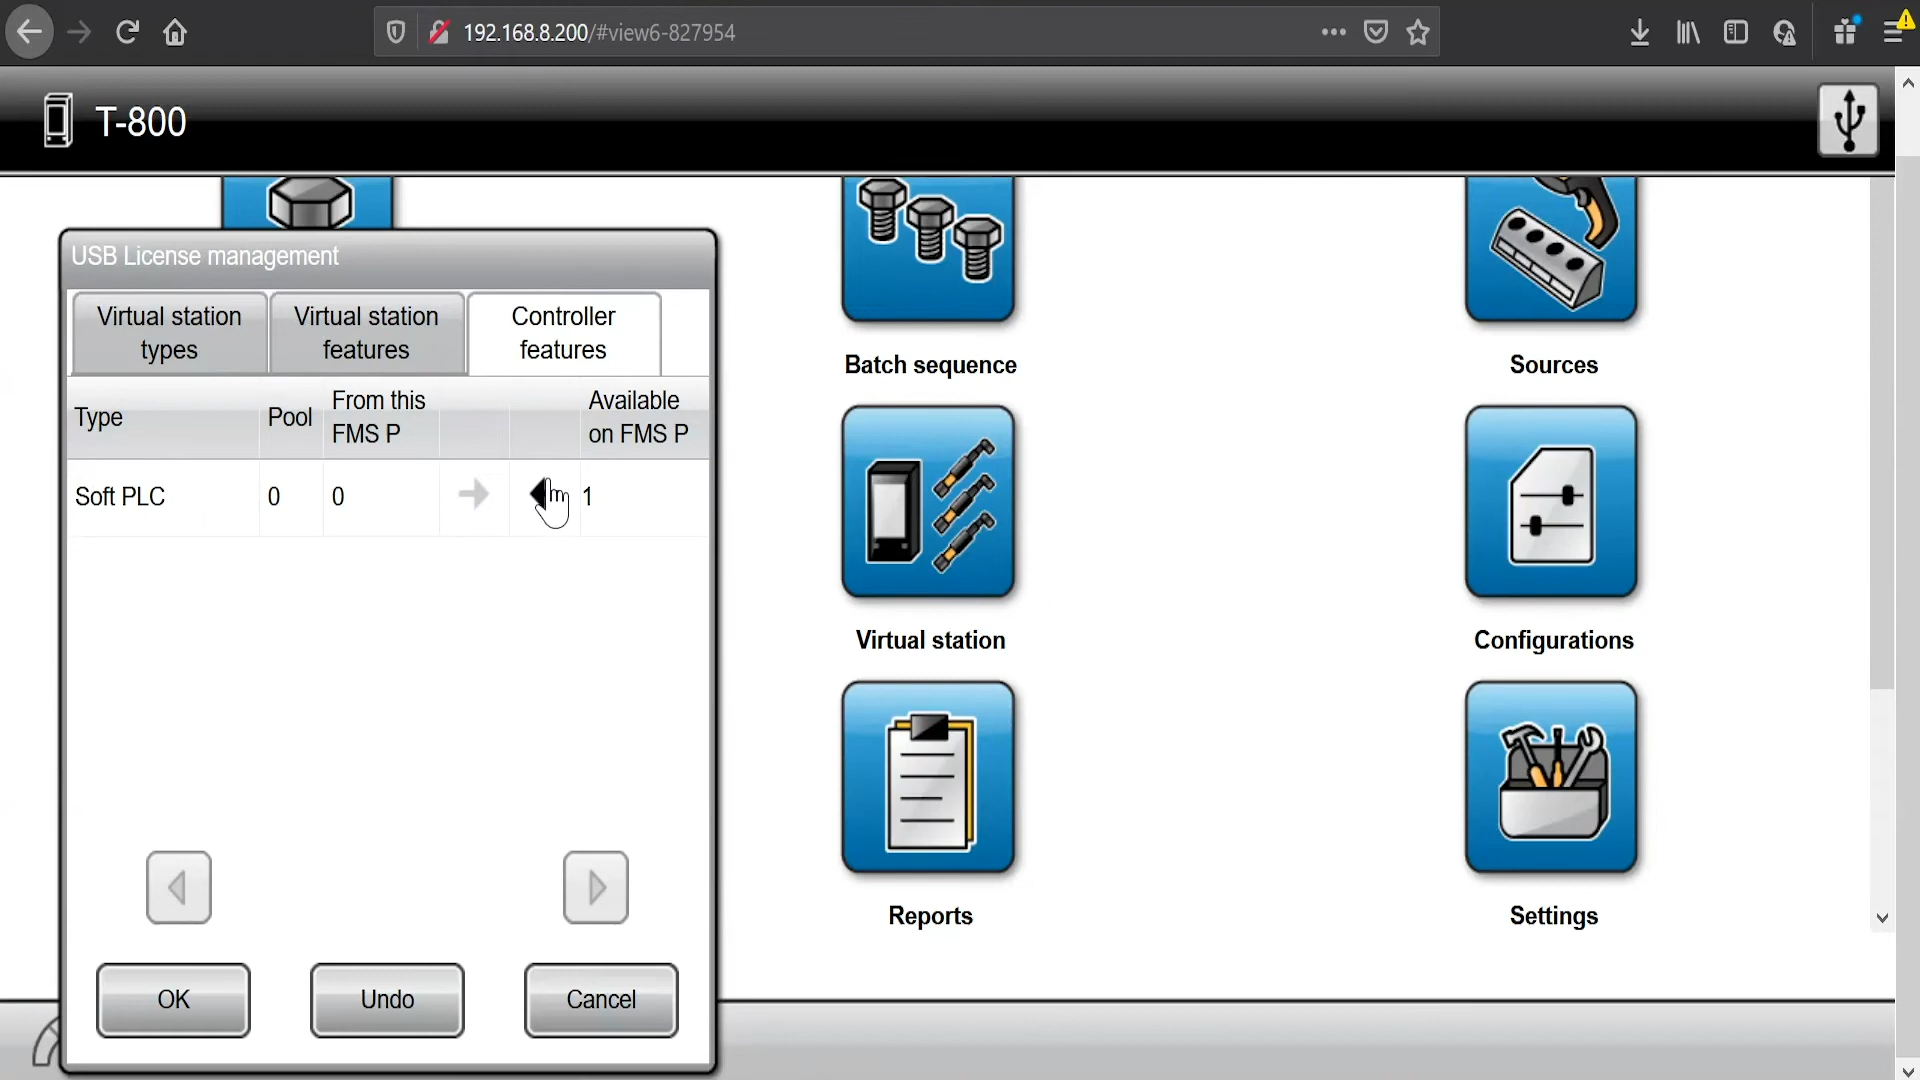 192.168.8.200/#view6-827954
T-800
USB License management
Virtual station
types
Virtual station
features
Controller
features
Type
Pool
From this
FMS P
Available
on FMS P
Soft PLC
0
0
1
OK
Undo
Cancel
Batch sequence
Sources
Virtual station
Configurations
Reports
Settings